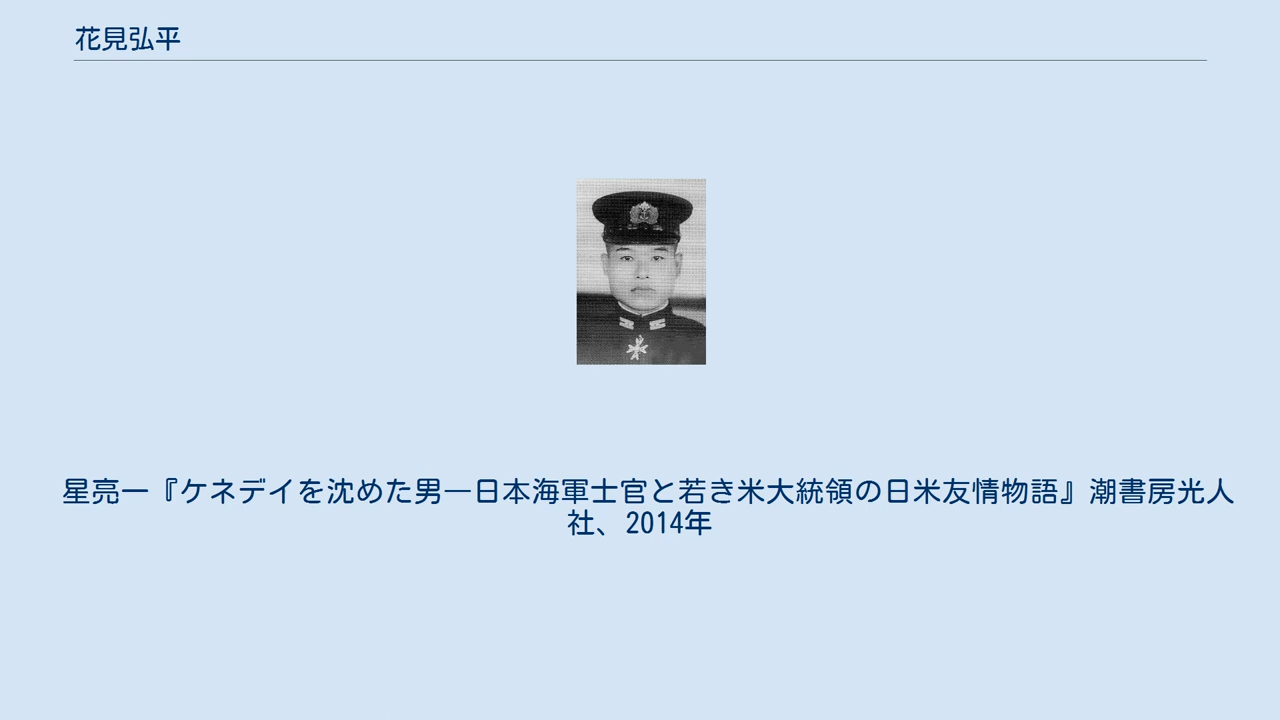 花見弘平
星亮一『ケネデイを沈めた男―日本海軍士官と若き米大統領の日米友情物語』潮書房光人
社、2014年